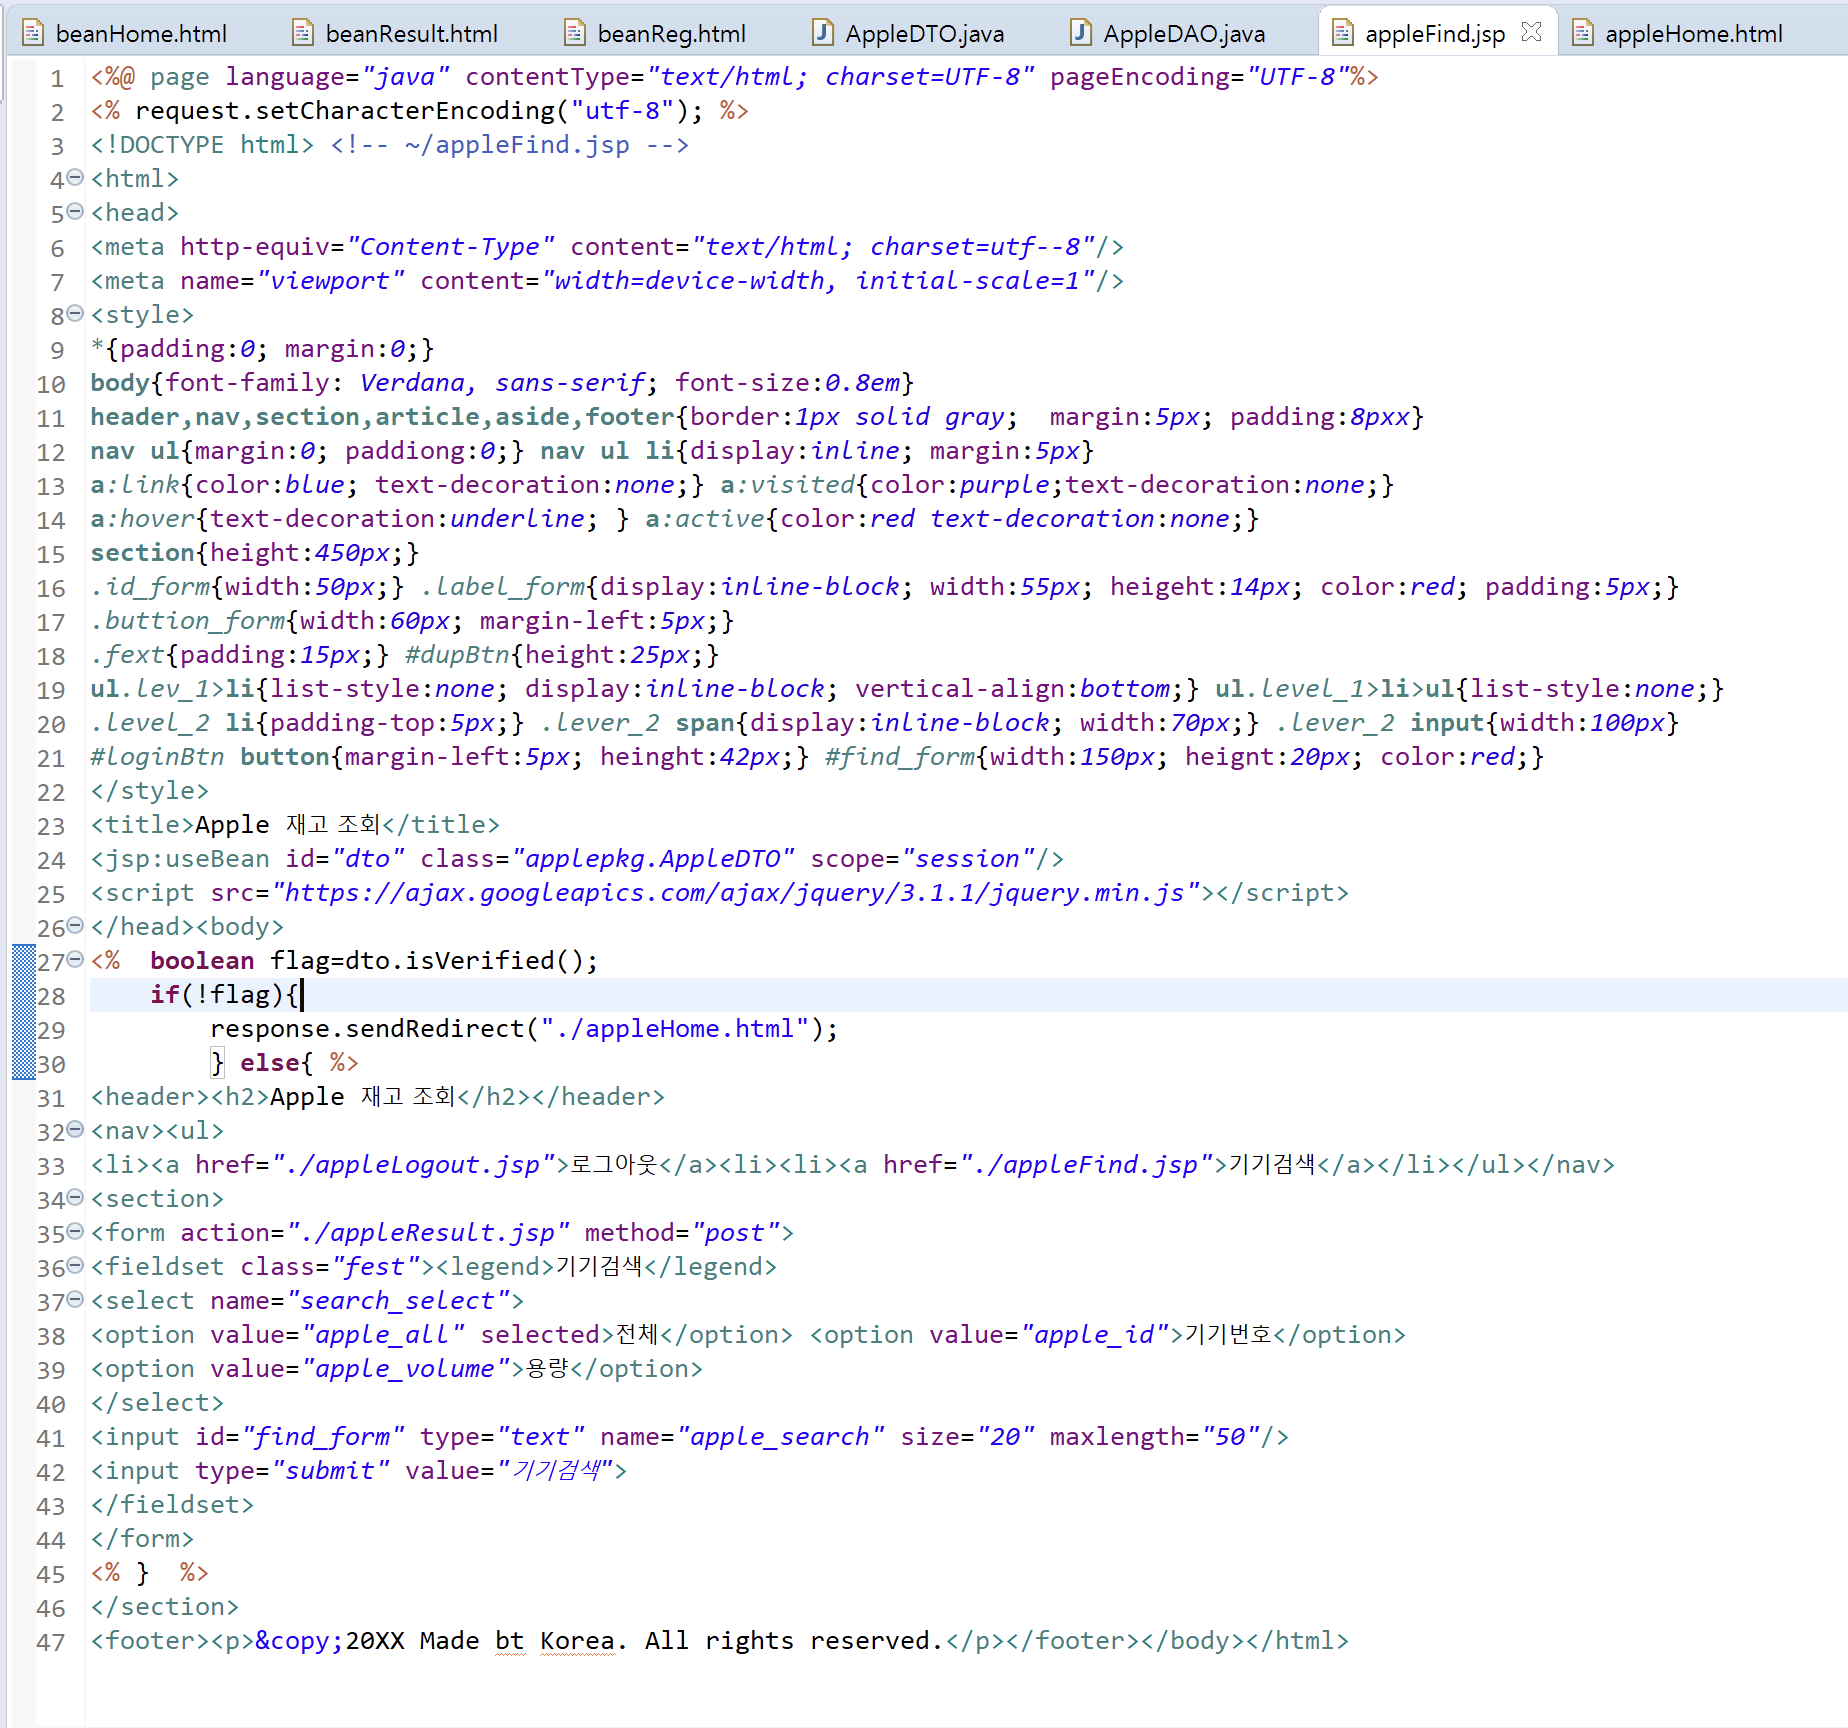 beanHome.html beanResult.html beanReg.html AppleDTO.java AppleDAO.java appleFind.jsp appleHome.html
1 <%@ page language="java" contentType="text/html; charset=UTF-8" pageEncoding="UTF-8"%>
2 <% request.setCharacterEncoding("utf-8"); %>
3 <!DOCTYPE html> <!-- ~/appleFind.jsp -->
4 <html>
5 <head>
6 <meta http-equiv="Content-Type" content="text/html; charset=utf--8"/>
7 <meta name="viewport" content="width=device-width, initial-scale=1"/>
8 <style>
9 *{padding:0; margin:0;}
10 body{font-family: Verdana, sans-serif; font-size:0.8em}
11 header,nav,section,article,aside,footer{border:1px solid gray;  margin:5px; padding:8pxx}
12 nav ul{margin:0; paddiong:0;} nav ul li{display:inline; margin:5px}
13 a:link{color:blue; text-decoration:none;} a:visited{color:purple;text-decoration:none;}
14 a:hover{text-decoration:underline; } a:active{color:red text-decoration:none;}
15 section{height:450px;}
16 .id_form{width:50px;} .label_form{display:inline-block; width:55px; heigeht:14px; color:red; padding:5px;}
17 .buttion_form{width:60px; margin-left:5px;}
18 .fext{padding:15px;} #dupBtn{height:25px;}
19 ul.lev_1>li{list-style:none; display:inline-block; vertical-align:bottom;} ul.level_1>li>ul{list-style:none;}
20 .level_2 li{padding-top:5px;} .lever_2 span{display:inline-block; width:70px;} .lever_2 input{width:100px}
21 #loginBtn button{margin-left:5px; heinght:42px;} #find_form{width:150px; heignt:20px; color:red;}
22 </style>
23 <title>Apple 재고 조회</title>
24 <jsp:useBean id="dto" class="applepkg.AppleDTO" scope="session"/>
25 <script src="https://ajax.googleapics.com/ajax/jquery/3.1.1/jquery.min.js"></script>
26 </head><body>
27 <%  boolean flag=dto.isVerified();
28     if(!flag){
29         response.sendRedirect("./appleHome.html");
30         } else{ %>
31 <header><h2>Apple 재고 조회</h2></header>
32 <nav><ul>
33 <li><a href="./appleLogout.jsp">로그아웃</a><li><li><a href="./appleFind.jsp">기기검색</a></li></ul></nav>
34 <section>
35 <form action="./appleResult.jsp" method="post">
36 <fieldset class="fest"><legend>기기검색</legend>
37 <select name="search_select">
38 <option value="apple_all" selected>전체</option> <option value="apple_id">기기번호</option>
39 <option value="apple_volume">용량</option>
40 </select>
41 <input id="find_form" type="text" name="apple_search" size="20" maxlength="50"/>
42 <input type="submit" value="기기검색">
43 </fieldset>
44 </form>
45 <% }  %>
46 </section>
47 <footer><p>&copy;20XX Made bt Korea. All rights reserved.</p></footer></body></html>